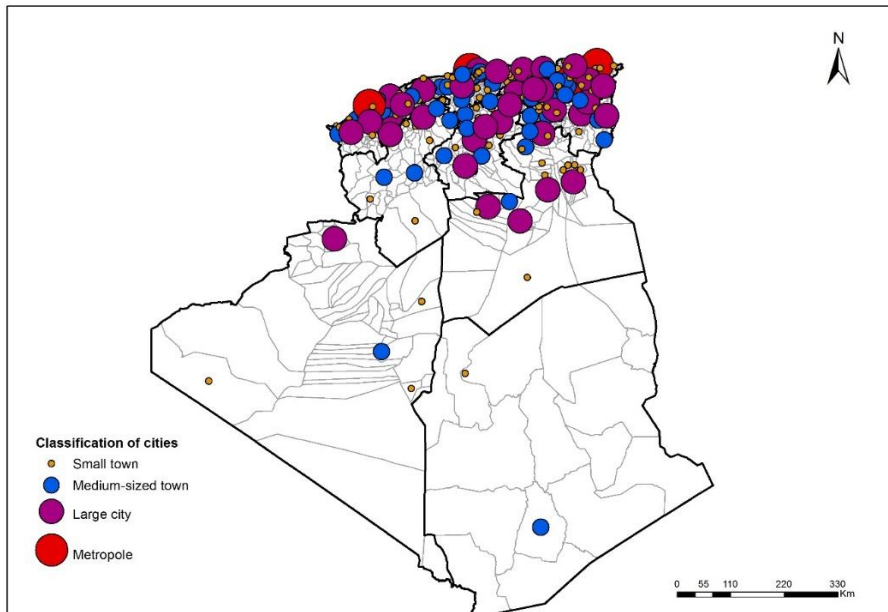 N
Classification of cities
Small town
Medium-sized town
Large city
Metropole
0 55 110 220 330
Km